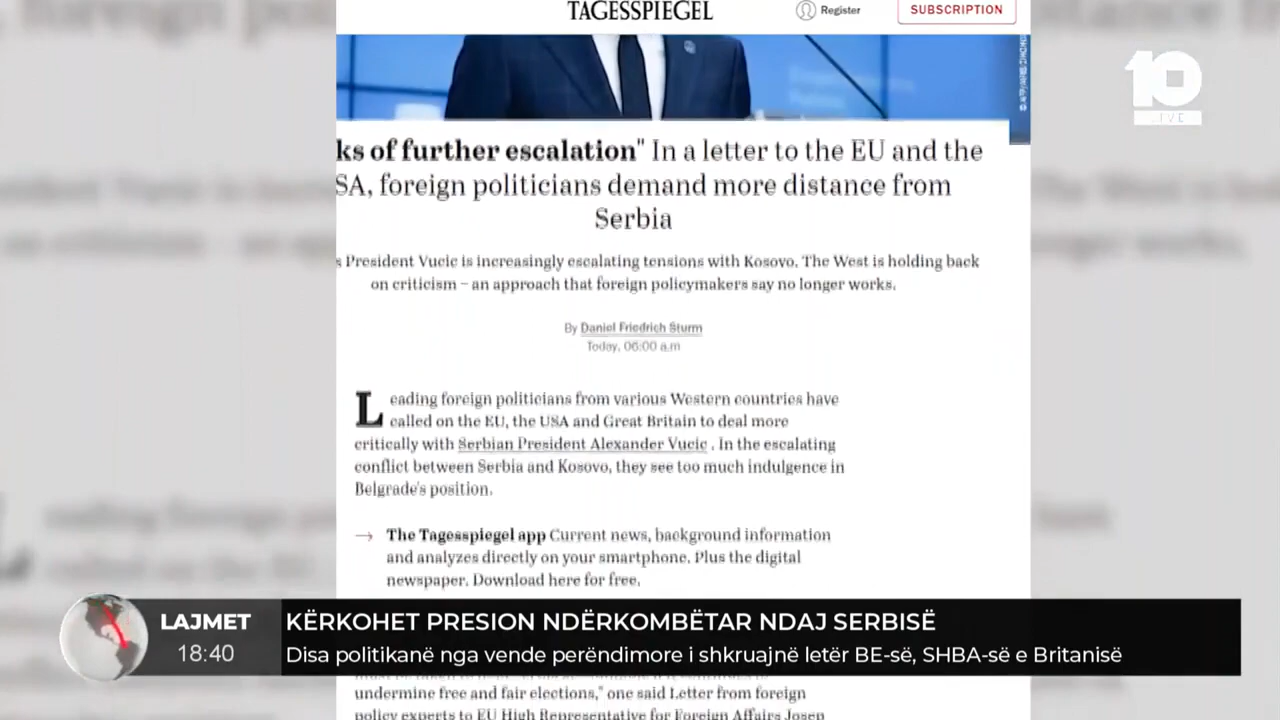 TAGESSPIEGEL
Register
SUBSCRIPTION
10
LIVE
ks of further escalation" In a letter to the EU and the
SA, foreign politicians demand more distance from
Serbia
s President Vucic is increasingly escalating tensions with Kosovo. The West is holding back
on criticism – an approach that foreign policymakers say no longer works.
By Daniel Friedrich Sturm
Today, 06:00 a.m
Leading foreign politicians from various Western countries have
called on the EU, the USA and Great Britain to deal more
critically with Serbian President Alexander Vucic . In the escalating
conflict between Serbia and Kosovo, they see too much indulgence in
Belgrade's position.
→ The Tagesspiegel app Current news, background information
and analyzes directly on your smartphone. Plus the digital
newspaper. Download here for free.
LAJMET
18:40
KËRKOHET PRESION NDËRKOMBËTAR NDAJ SERBISË
Disa politikanë nga vende perëndimore i shkruajnë letër BE-së, SHBA-së e Britanisë
undermine free and fair elections," one said Letter from foreign
policy experts to EU High Representative for Foreign Affairs Josep